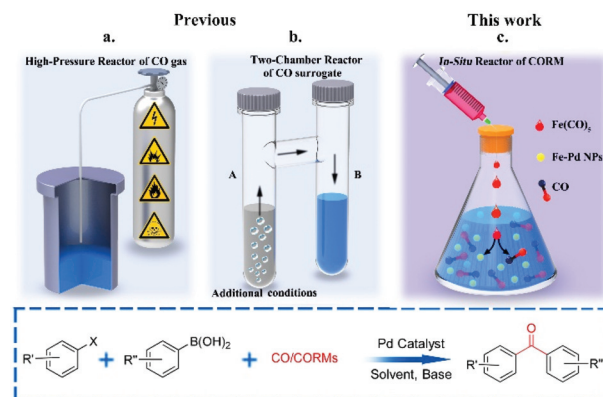 Previous
This work
a.
b.
c.
High-Pressure Reactor of CO gas
Two-Chamber Reactor
of CO surrogate
In-Situ Reactor of CORM
A
B
Additional conditions
Fe(CO)5
Fe-Pd NPs
CO
R'
X
+
R"
B(OH)2
+
CO/CORMs
Pd Catalyst
Solvent, Base
O
R'
R"